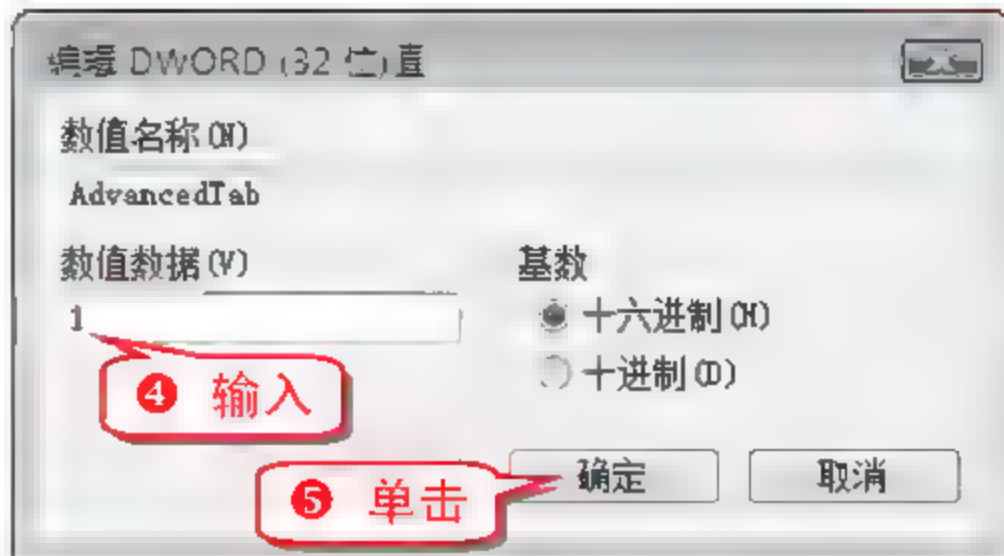 编辑 DWORD (32 位)值
数值名称(N)
AdvancedTab
数值数据(V)
1
基数
十六进制(H)
十进制(D)
❹ 输入
❺ 单击
确定
取消